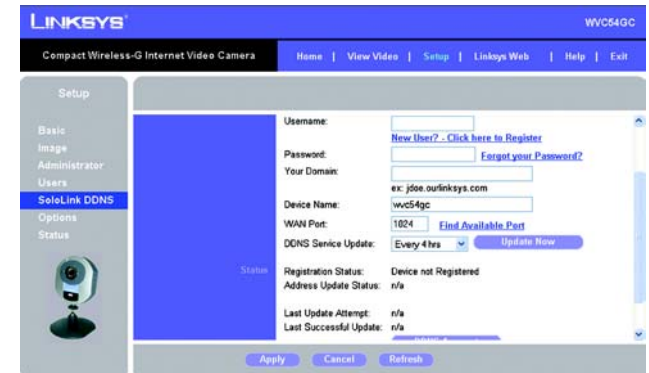 LINKSYS
WVC54GC
Compact Wireless-G Internet Video Camera
Home | View Video | Setup | Linksys Web | Help | Exit
Setup
Basic
Image
Administrator
Users
SoloLink DDNS
Options
Status
Username:
New User? - Click here to Register
Password: Forgot your Password?
Your Domain:
ex: jdoe.ourlinksys.com
Device Name: wvc54gc
WAN Port: 1024 Find Available Port
DDNS Service Update: Every 4 hrs Update Now
Status
Registration Status: Device not Registered
Address Update Status: n/a
Last Update Attempt: n/a
Last Successful Update: n/a
Apply Cancel Refresh